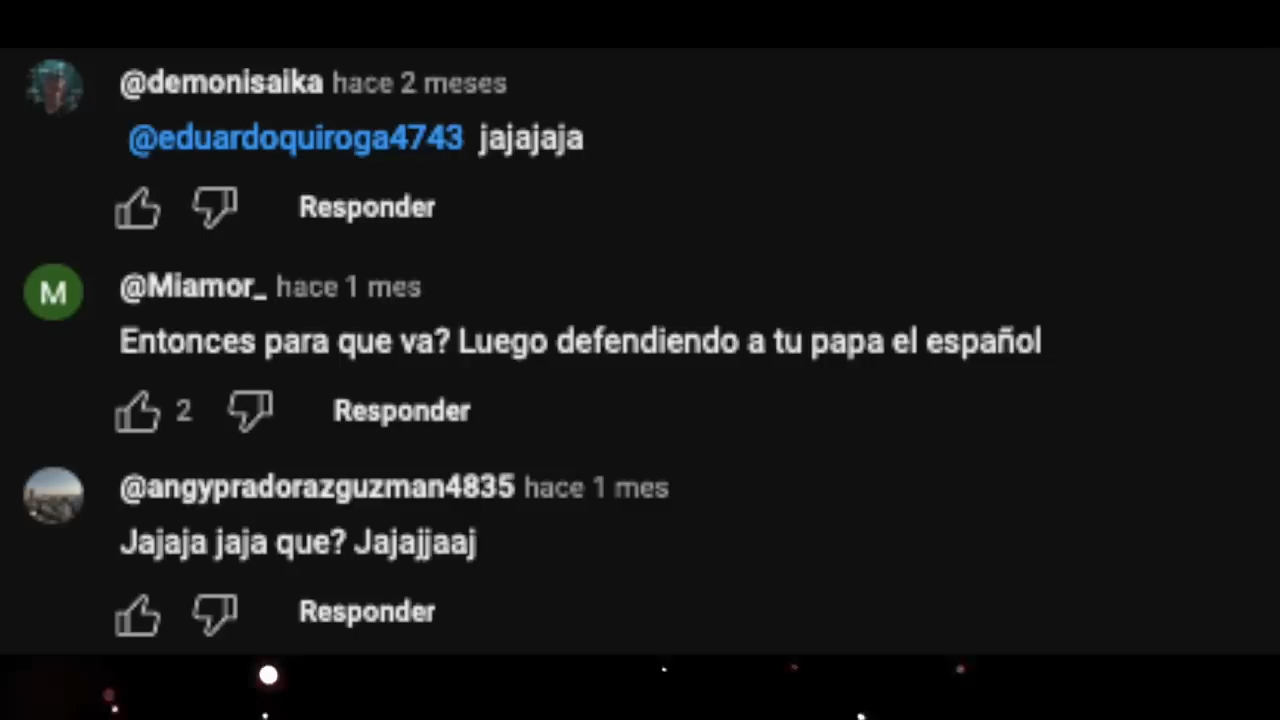 @demonisaika hace 2 meses
@eduardoquiroga4743 jajajaja
Responder
M
@Miamor_ hace 1 mes
Entonces para que va? Luego defendiendo a tu papa el español
2
Responder
@angypradorazguzman4835 hace 1 mes
Jajaja jaja que? Jajajjaaj
Responder